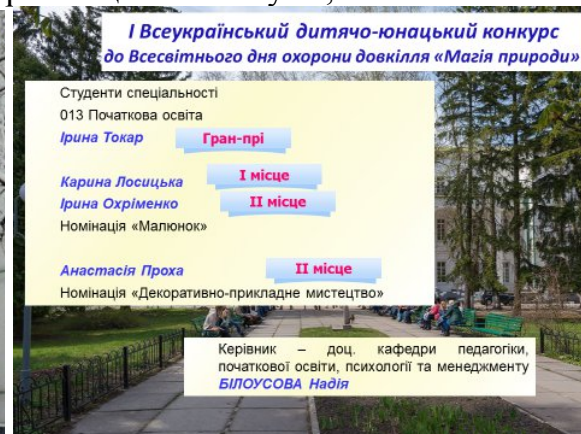 І Всеукраїнський дитячо-юнацький конкурс
до Всесвітнього дня охорони довкілля «Магія природи»
Студенти спеціальності
013 Початкова освіта
Ірина Токар Гран-прі
Карина Лосицька І місце
Ірина Охріменко ІІ місце
Номінація «Малюнок»
Анастасія Проха ІІ місце
Номінація «Декоративно-прикладне мистецтво»
Керівник – доц. кафедри педагогіки,
початкової освіти, психології та менеджменту
БІЛОУСОВА Надія